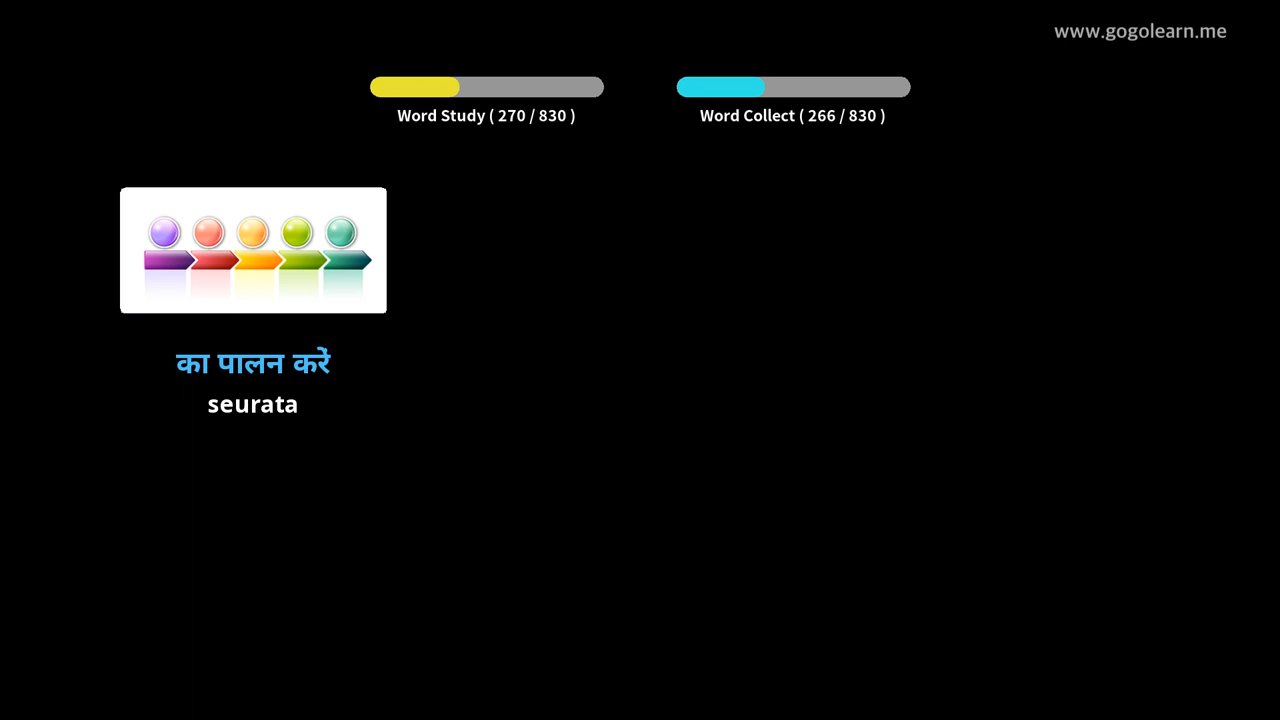 www.gogolearn.me
Word Study ( 270 / 830 )
Word Collect ( 266 / 830 )
का पालन करें
seurata